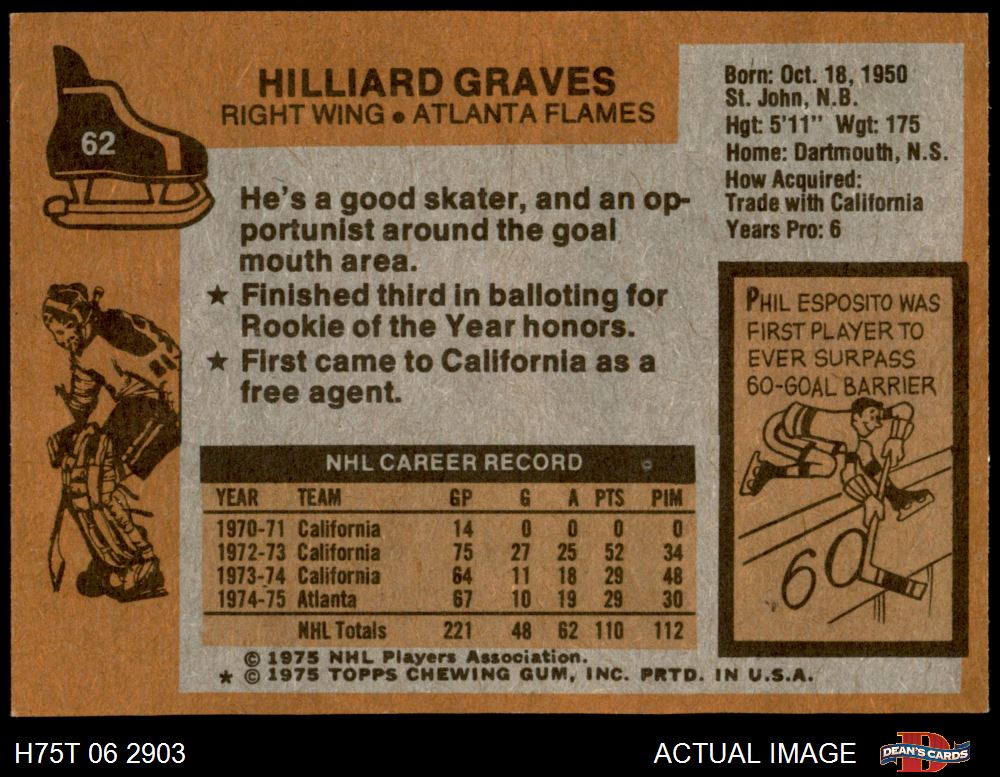 62
HILLIARD GRAVES
RIGHT WING • ATLANTA FLAMES
He's a good skater, and an op-
portunist around the goal
mouth area.
★ Finished third in balloting for
Rookie of the Year honors.
★ First came to California as a
free agent.
Born: Oct. 18, 1950
St. John, N.B.
Hgt: 5'11" Wgt: 175
Home: Dartmouth, N.S.
How Acquired:
Trade with California
Years Pro: 6
PHIL ESPOSITO WAS
FIRST PLAYER TO
EVER SURPASS
60-GOAL BARRIER
60
NHL CAREER RECORD
YEAR TEAM GP G A PTS PIM
1970-71 California 14 0 0 0 0
1972-73 California 75 27 25 52 34
1973-74 California 64 11 18 29 48
1974-75 Atlanta 67 10 19 29 30
NHL Totals 221 48 62 110 112
© 1975 NHL Players Association.
★ © 1975 TOPPS CHEWING GUM, INC. PRTD. IN U.S.A.
H75T 06 2903
ACTUAL IMAGE
D
DEAN'S CARDS